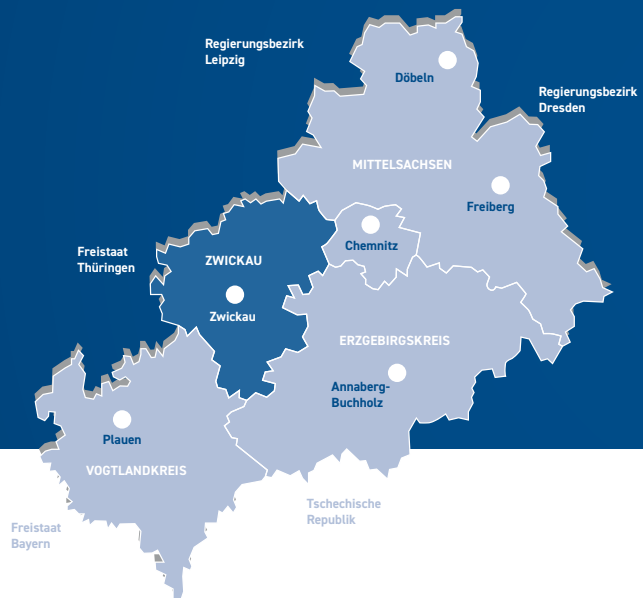 Regierungsbezirk
Leipzig
Döbeln
Regierungsbezirk
Dresden
MITTELSACHSEN
Freiberg
Chemnitz
Freistaat
Thüringen
ZWICKAU
Zwickau
ERZGEBIRGSKREIS
Annaberg-
Buchholz
Plauen
VOGTLANDKREIS
Tschechische
Republik
Freistaat
Bayern